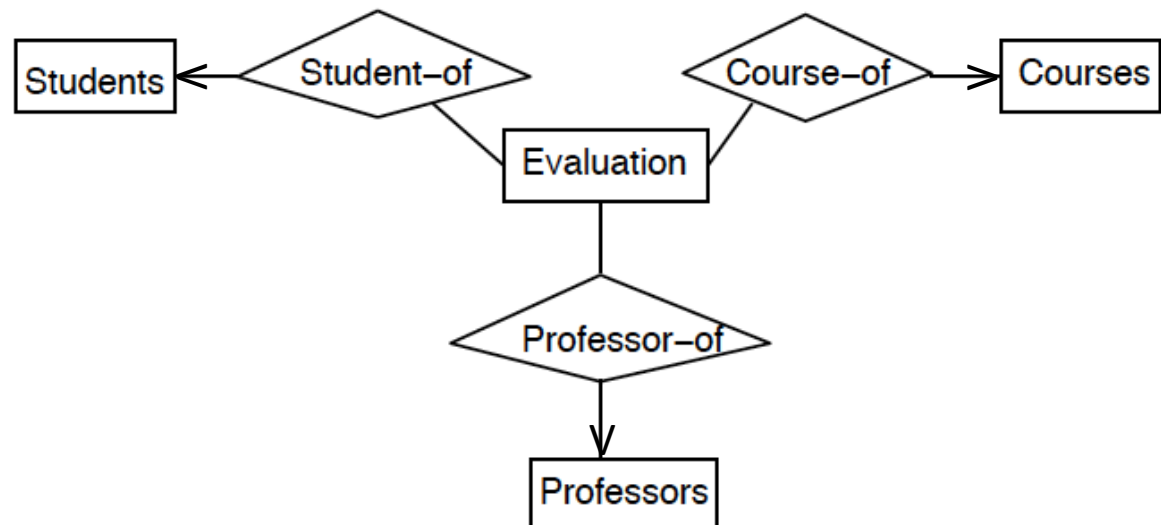 Students
Student-of
Course-of
Courses
Evaluation
Professor-of
Professors